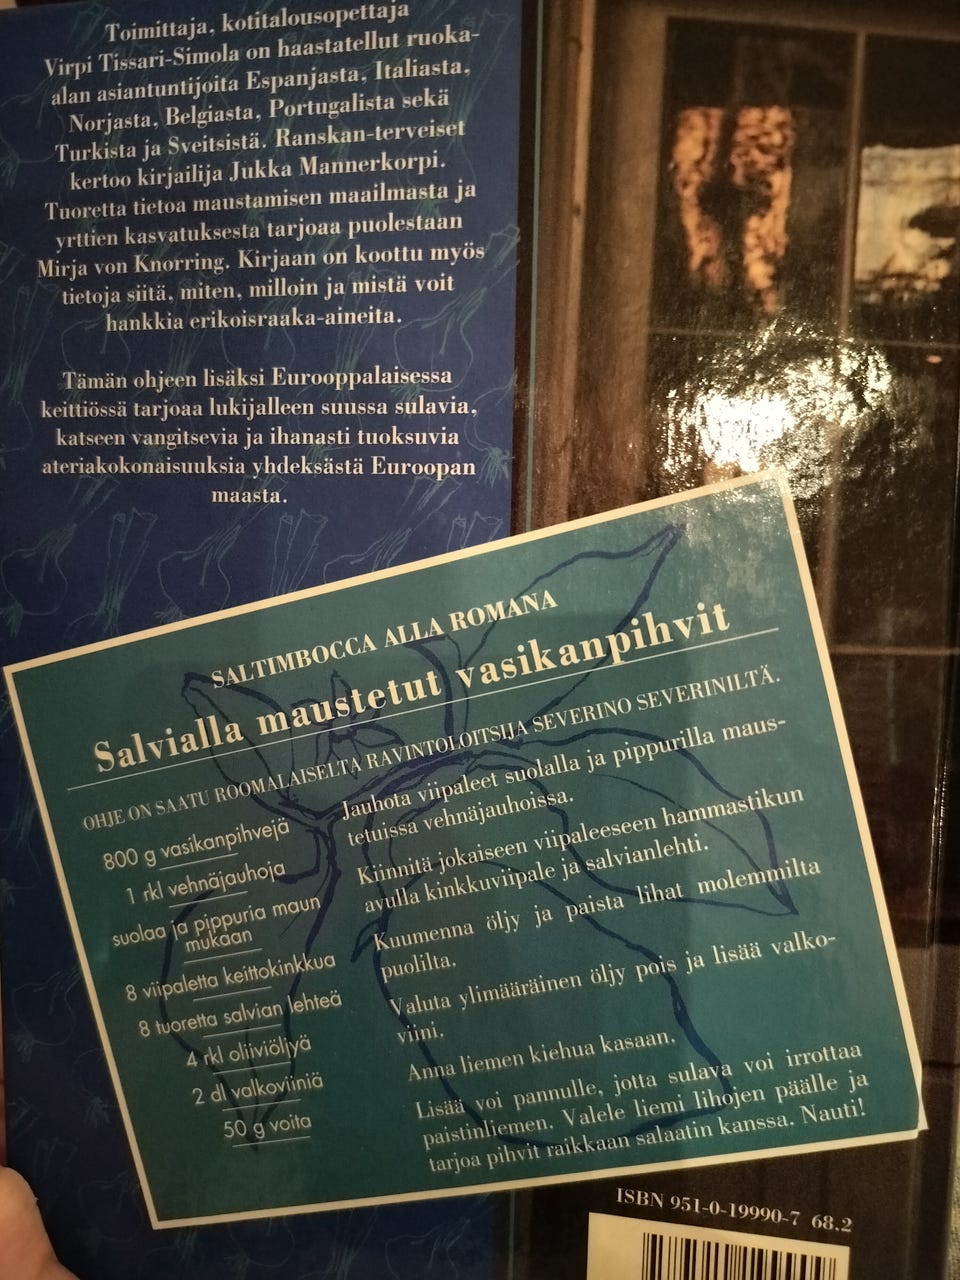 Toimittaja, kotitalousopettaja
Virpi Tissari-Simola on haastatellut ruoka-
alan asiantuntijoita Espanjasta, Italiasta,
Norjasta, Belgiasta, Portugalista sekä
Turkista ja Sveitsistä. Ranskan-terveiset
kertoo kirjailija Jukka Mannerkorpi.
Tuoretta tietoa maustamisen maailmasta ja
yrttien kasvatuksesta tarjoaa puolestaan
Mirja von Knorring. Kirjaan on koottu myös
tietoja siitä, miten, milloin ja mistä voit
hankkia erikoisraaka-aineita.
Tämän ohjeen lisäksi Eurooppalaisessa
keittiössä tarjoaa lukijalleen suussa sulavia,
katseen vangitsevia ja ihanasti tuoksuvia
ateriakokonaisuuksia yhdeksästä Euroopan
maasta.
SALTIMBOCCA ALLA ROMANA
Salvialla maustetut vasikanpihvit
OHJE ON SAATU ROOMALAISELTA RAVINTOLOITSIJA SEVERINO SEVERINILTÄ.
800 g vasikanpihvejä
1 rkl vehnäjauhoja
suolaa ja pippuria maun
mukaan
8 viipaletta keittokinkkua
8 tuoretta salvian lehteä
4 rkl oliiviöljyä
2 dl valkoviiniä
50 g voita
Jauhota viipaleet suolalla ja pippurilla maus-
tetuissa vehnäjauhoissa.
Kiinnitä jokaiseen viipaleeseen hammastikun
avulla kinkkuviipale ja salvianlehti.
Kuumenna öljy ja paista lihat molemmilta
puolilta.
Valuta ylimääräinen öljy pois ja lisää valko-
viini.
Anna liemen kiehua kasaan.
Lisää voi pannulle, jotta sulava voi irrottaa
paistinliemen. Valele liemi lihojen päälle ja
tarjoa pihvit raikkaan salaatin kanssa. Nauti!
ISBN 951-0-19990-7 68.2